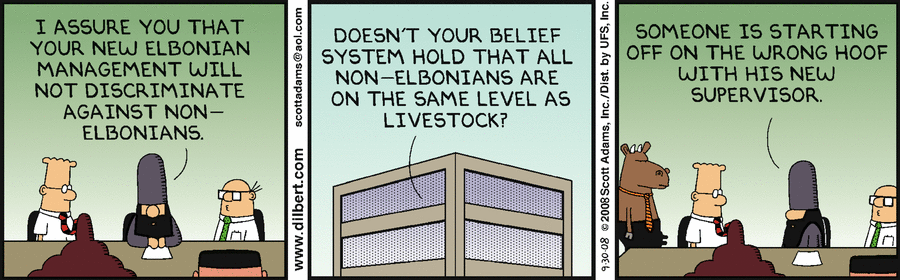 I ASSURE YOU THAT
YOUR NEW ELBONIAN
MANAGEMENT WILL
NOT DISCRIMINATE
AGAINST NON-
ELBONIANS.
www.dilbert.com
scottadams@aol.com
DOESN'T YOUR BELIEF
SYSTEM HOLD THAT ALL
NON-ELBONIANS ARE
ON THE SAME LEVEL AS
LIVESTOCK?
9-30-08 © 2008 Scott Adams, Inc./Dist. by UFS, Inc.
SOMEONE IS STARTING
OFF ON THE WRONG HOOF
WITH HIS NEW
SUPERVISOR.